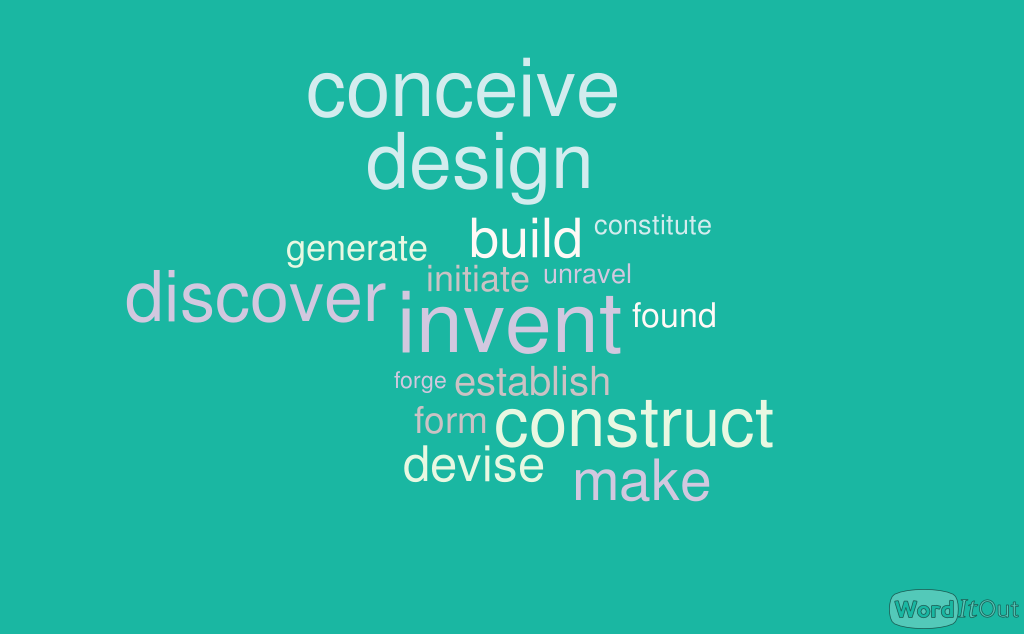 conceive
design
generate build constitute
discover initiate unravel
invent found
forge establish
form construct
devise make
WordItOut